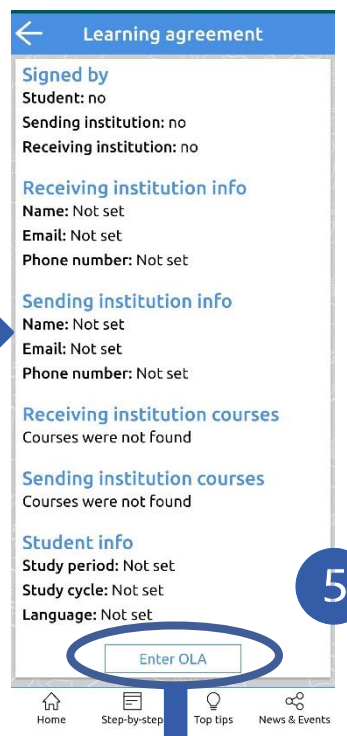 Learning agreement
Signed by
Student: no
Sending institution: no
Receiving institution: no
Receiving institution info
Name: Not set
Email: Not set
Phone number: Not set
Sending institution info
Name: Not set
Email: Not set
Phone number: Not set
Receiving institution courses
Courses were not found
Sending institution courses
Courses were not found
Student info
Study period: Not set
Study cycle: Not set
Language: Not set
5
Enter OLA
Home Step-by-step Top tips News & Events